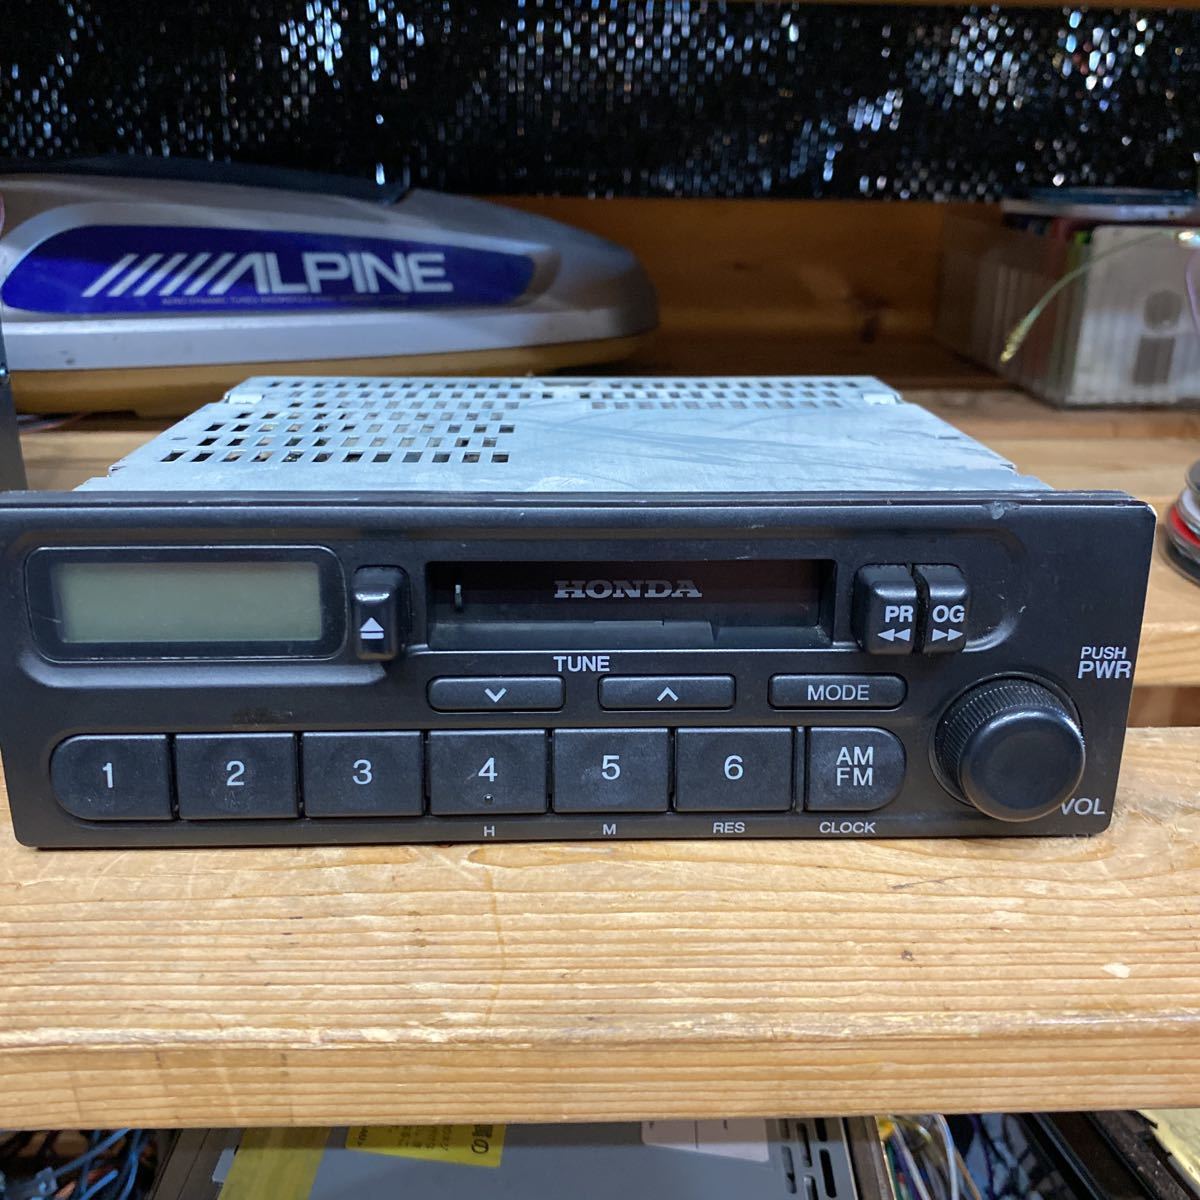 ALPINE
HONDA
PR OG
TUNE
PUSH
PWR
MODE
1 2 3 4 5 6 AM
FM
VOL
H M RES CLOCK